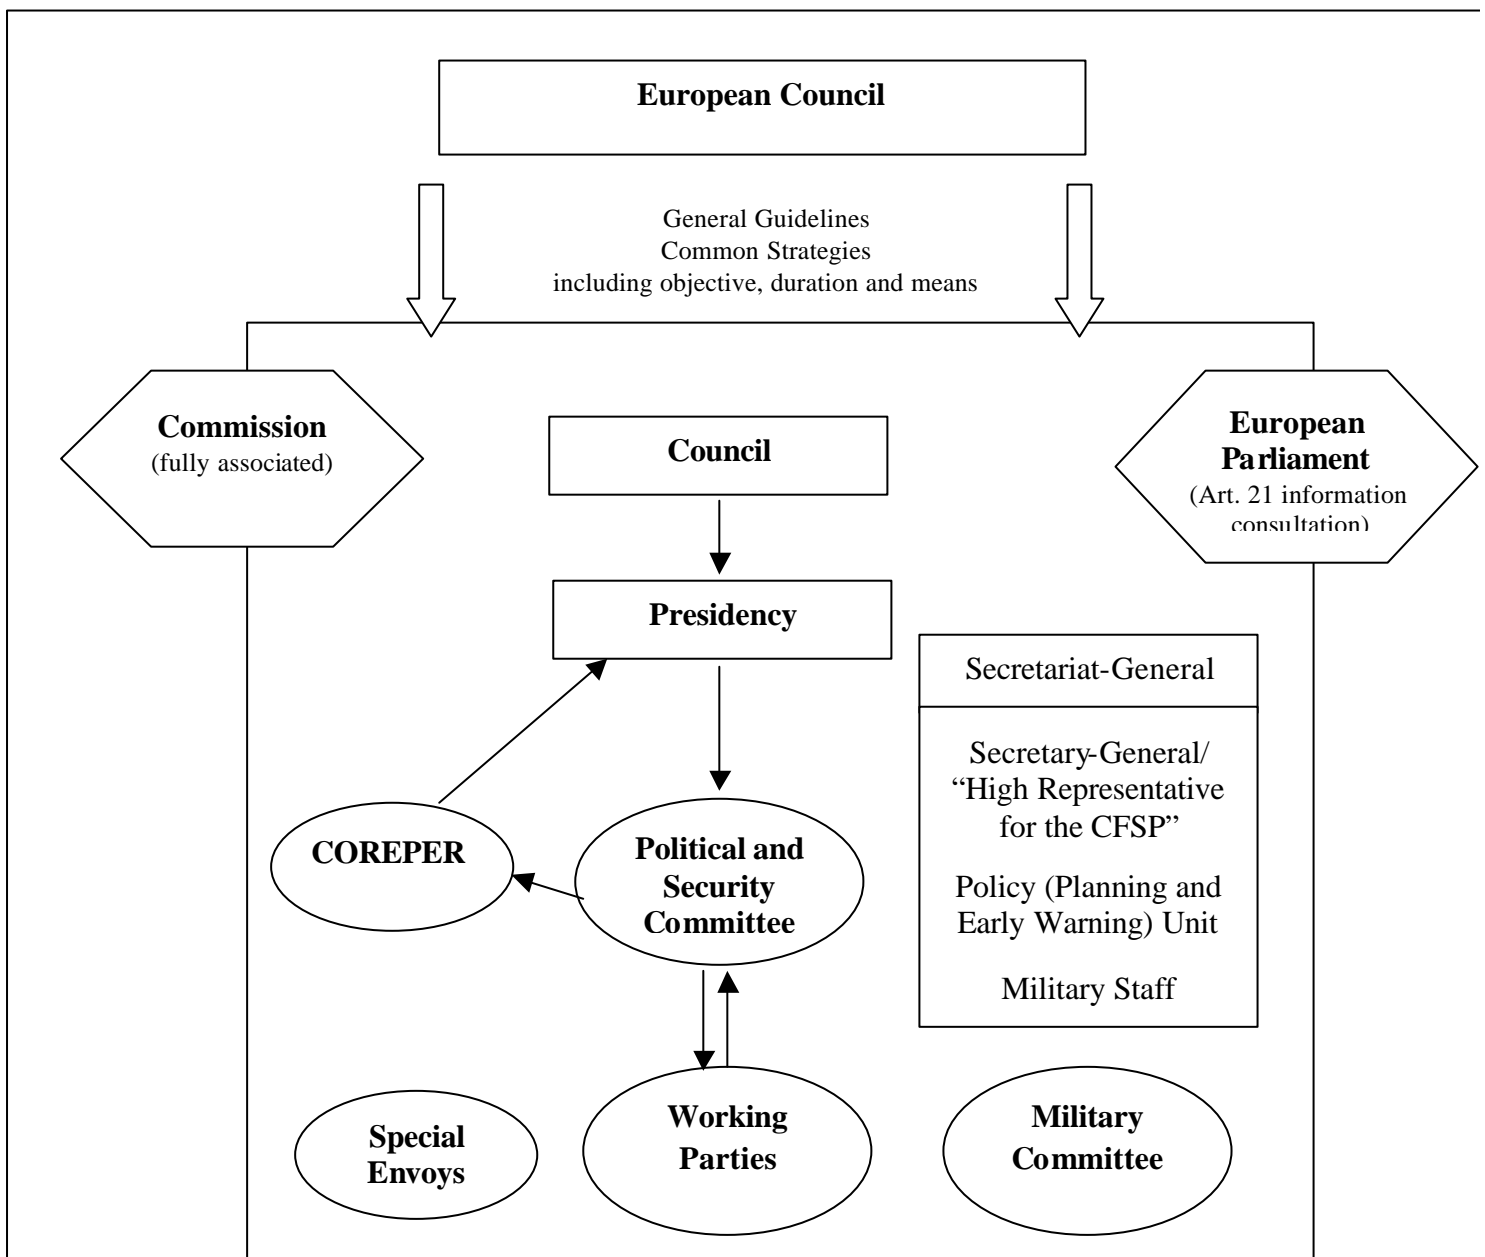 European Council
General Guidelines
Common Strategies
including objective, duration and means
Commission
(fully associated)
Council
European
Parliament
(Art. 21 information
consultation)
Presidency
Secretariat-General
Secretary-General/
“High Representative
for the CFSP”
Policy (Planning and
Early Warning) Unit
Military Staff
COREPER
Political and
Security
Committee
Special
Envoys
Working
Parties
Military
Committee